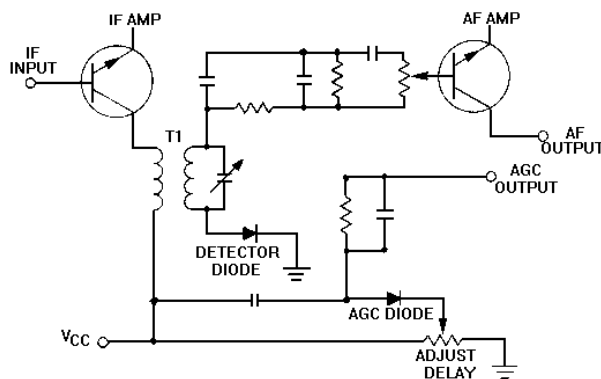 IF AMP
AF AMP
IF
INPUT
T1
AF
OUTPUT
AGC
OUTPUT
DETECTOR
DIODE
AGC DIODE
VCC
ADJUST
DELAY